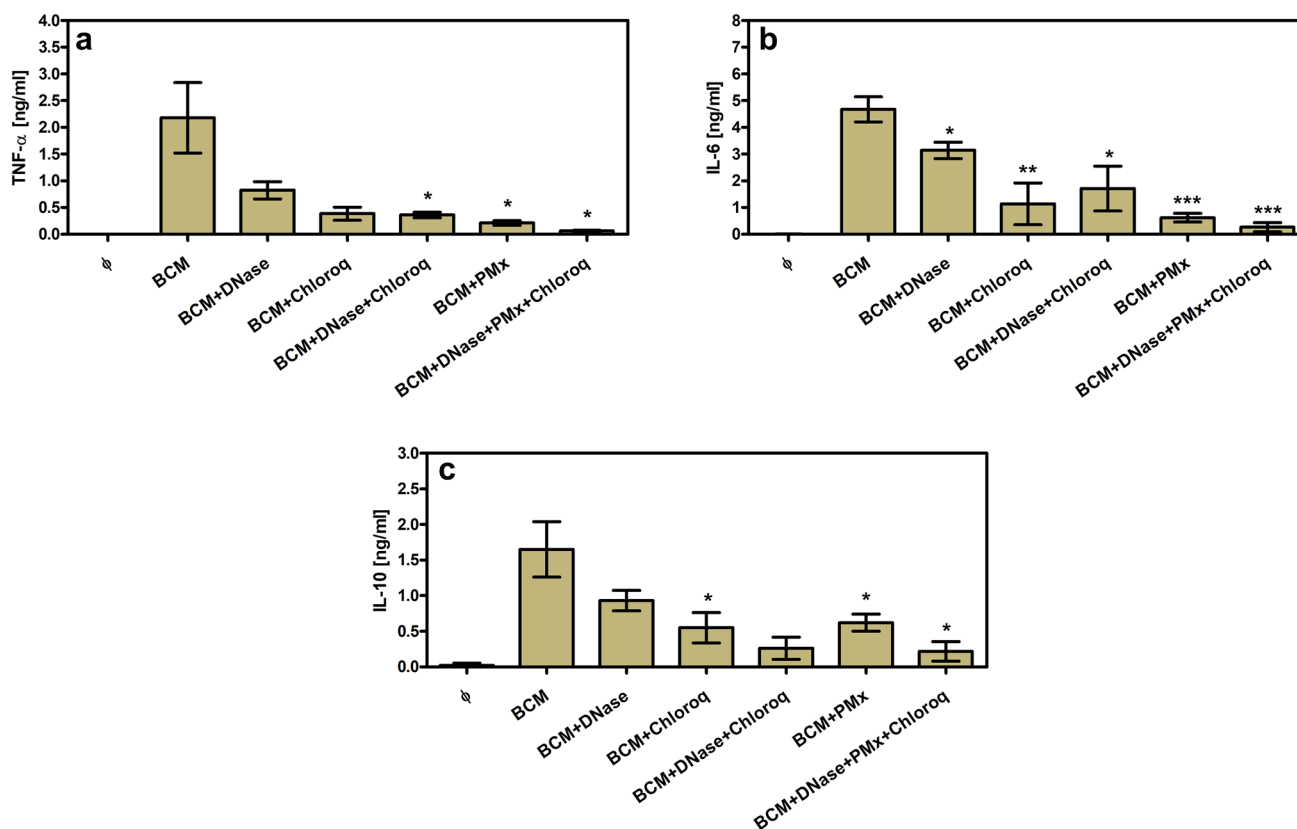 a
TNF-α [ng/ml]
4.0
3.5
3.0
2.5
2.0
1.5
1.0
0.5
0.0
* * *
ϕ
BCM
BCM+DNase
BCM+Chloroq
BCM+DNase+Chloroq
BCM+PMx
BCM+DNase+PMx+Chloroq
b
IL-6 [ng/ml]
8
7
6
5
4
3
2
1
0
* ** * *** ***
ϕ
BCM
BCM+DNase
BCM+Chloroq
BCM+DNase+Chloroq
BCM+PMx
BCM+DNase+PMx+Chloroq
c
IL-10 [ng/ml]
3.0
2.5
2.0
1.5
1.0
0.5
0.0
* * *
ϕ
BCM
BCM+DNase
BCM+Chloroq
BCM+DNase+Chloroq
BCM+PMx
BCM+DNase+PMx+Chloroq